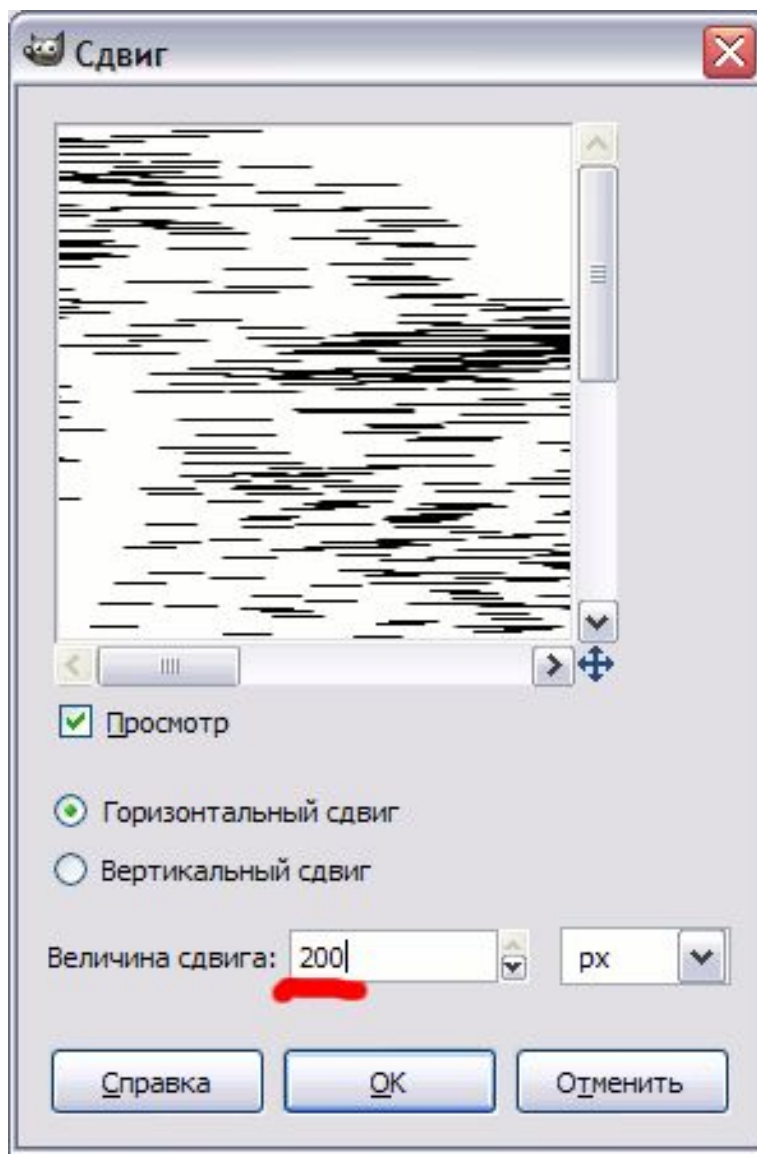 Сдвиг
Просмотр
Горизонтальный сдвиг
Вертикальный сдвиг
Величина сдвига: 200 px
Справка OK Отменить